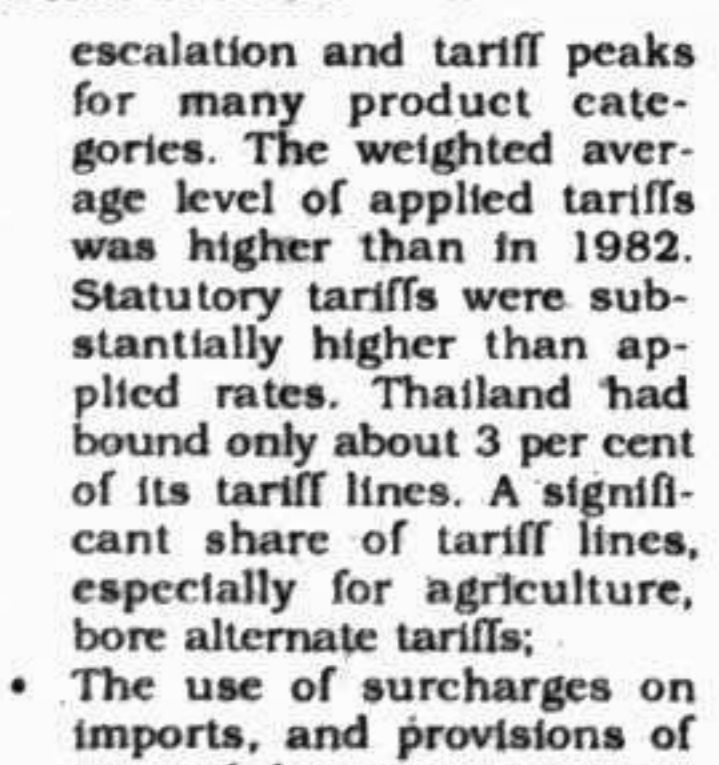 escalation and tariff peaks
for many product cate-
gories. The weighted aver-
age level of applied tariffs
was higher than in 1982.
Statutory tariffs were sub-
stantially higher than ap-
plied rates. Thailand had
bound only about 3 per cent
of its tariff lines. A signifi-
cant share of tariff lines,
especially for agriculture,
bore alternate tariffs;
• The use of surcharges on
imports, and provisions of